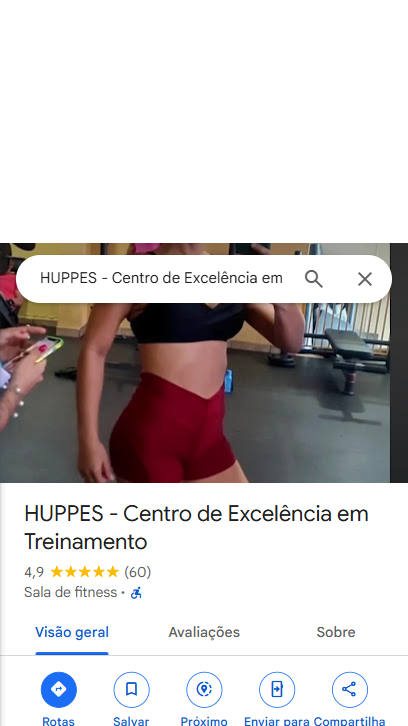 HUPPES - Centro de Excelência em
HUPPES - Centro de Excelência em
Treinamento
4,9 ★★★★★ (60)
Sala de fitness ·
Visão geral Avaliações Sobre
Rotas Salvar Próximo Enviar para Compartilha